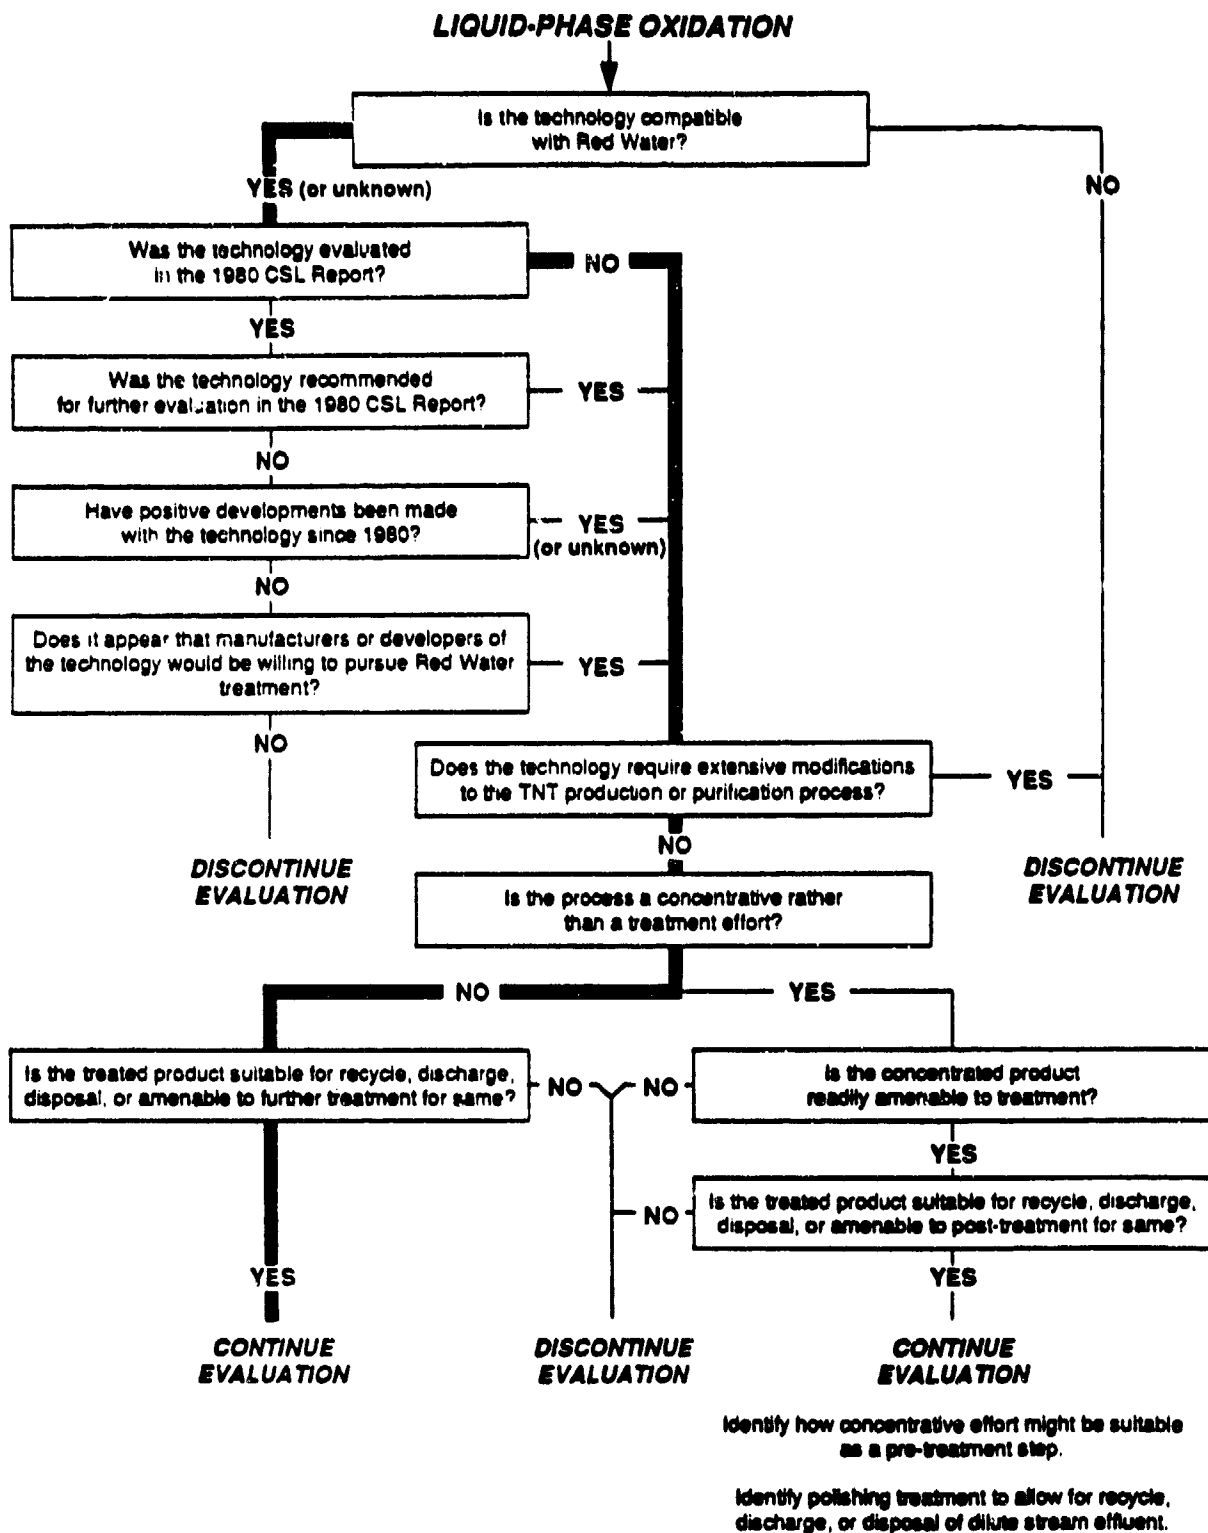 LIQUID-PHASE OXIDATION
Is the technology compatible
with Red Water?
YES (or unknown)
NO
Was the technology evaluated
in the 1980 CSL Report?
NO
YES
Was the technology recommended
for further evaluation in the 1980 CSL Report?
YES
NO
Have positive developments been made
with the technology since 1980?
YES
(or unknown)
NO
Does it appear that manufacturers or developers of
the technology would be willing to pursue Red Water
treatment?
YES
NO
Does the technology require extensive modifications
to the TNT production or purification process?
YES
NO
DISCONTINUE
EVALUATION
DISCONTINUE
EVALUATION
Is the process a concentrative rather
than a treatment effort?
NO
YES
Is the treated product suitable for recycle, discharge,
disposal, or amenable to further treatment for same?
NO
NO
Is the concentrated product
readily amenable to treatment?
YES
NO
Is the treated product suitable for recycle, discharge,
disposal, or amenable to post-treatment for same?
YES
YES
CONTINUE
EVALUATION
DISCONTINUE
EVALUATION
CONTINUE
EVALUATION
Identify how concentrative effort might be suitable
as a pre-treatment step.
Identify polishing treatment to allow for recycle,
discharge, or disposal of dilute stream effluent.